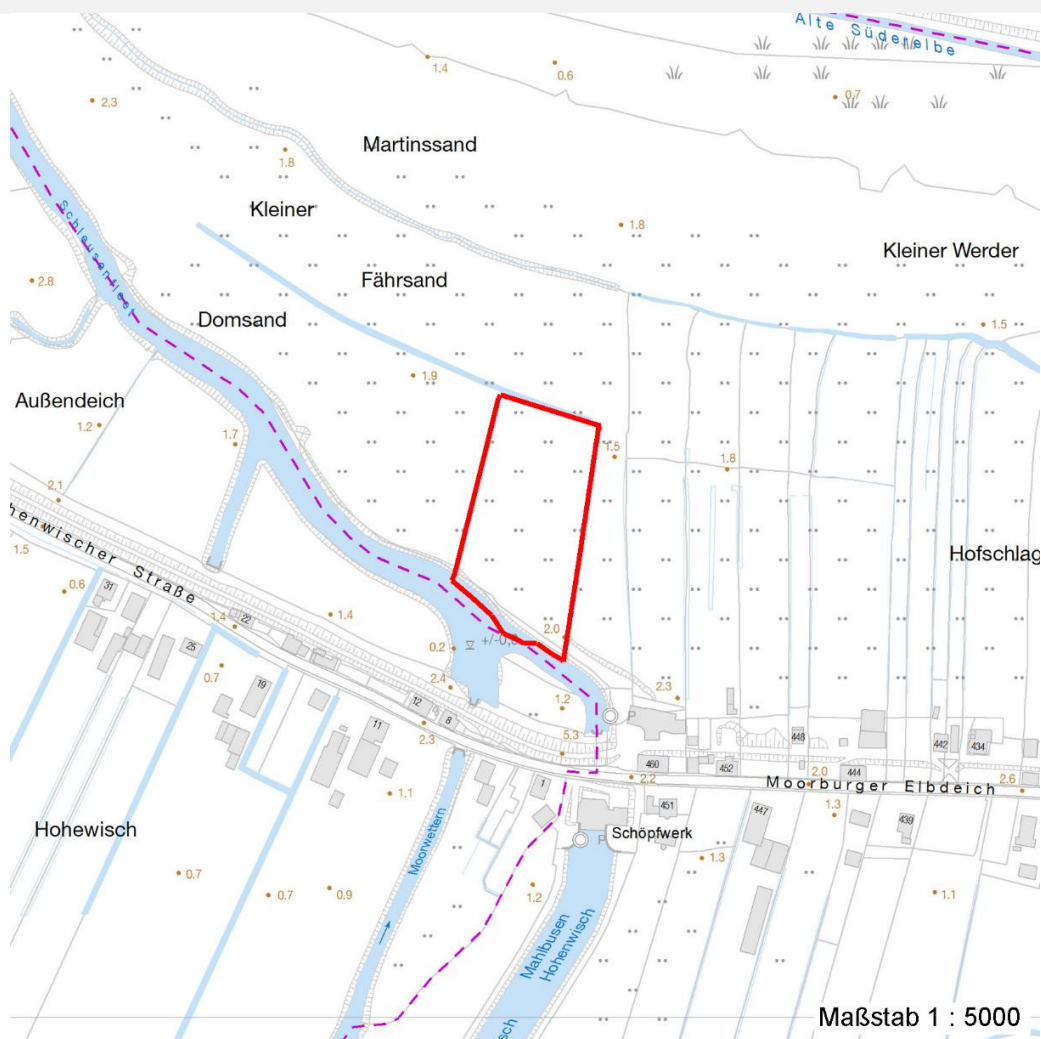 Alte Süderelbe
1.4
0.6
2.3
0.7
Martinssand
1.8
Kleiner
1.8
Schleusenfleet
Kleiner Werder
2.8
Fährsand
Domsand
1.5
1.9
Außendeich
1.2
1.7
1.5
1.8
2.1
henwischer Straße
1.5
Hofschlag
0.6
31
1.4
22
1.4
2.0
+/-0,0
0.2
25
0.7
19
2.4
2.3
12
8
1.2
P
11
2.3
5.3
448
442
434
460
452
444
2.2
2.0
2.6
Moorburger Elbdeich
1
1.1
451
447
1.3
439
Hohewisch
Schöpfwerk
P
Moorwettern
1.3
0.7
0.7
0.9
1.2
1.1
Mahlbusen
Hohenwisch
sch
Maßstab 1 : 5000